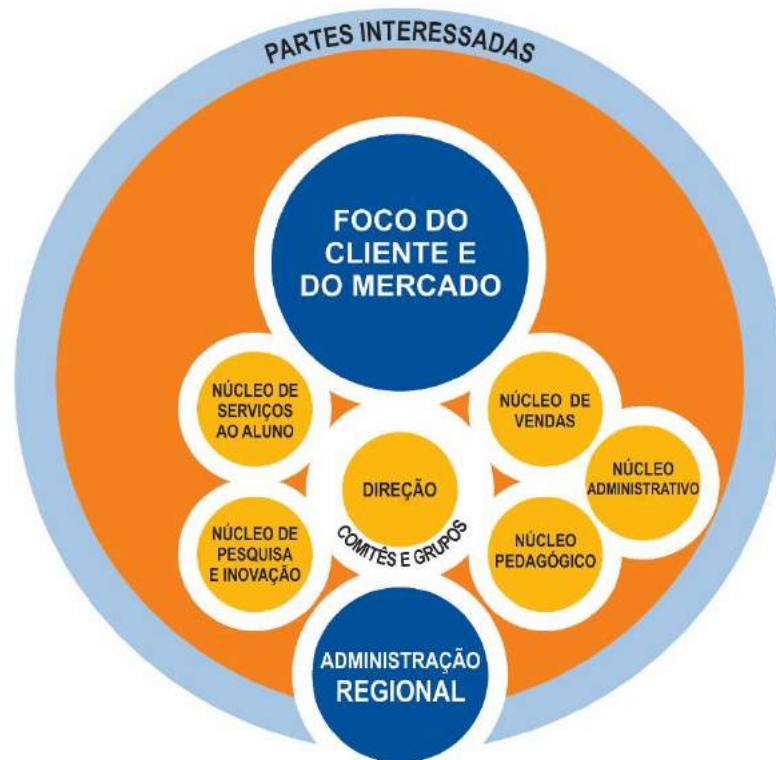 PARTES INTERESSADAS
FOCO DO
CLIENTE E
DO MERCADO
NÚCLEO DE
SERVIÇOS
AO ALUNO
NÚCLEO DE
VENDAS
NÚCLEO
ADMINISTRATIVO
DIREÇÃO
COMITÊS E GRUPOS
NÚCLEO DE
PESQUISA
E INOVAÇÃO
NÚCLEO
PEDAGÓGICO
ADMINISTRAÇÃO
REGIONAL